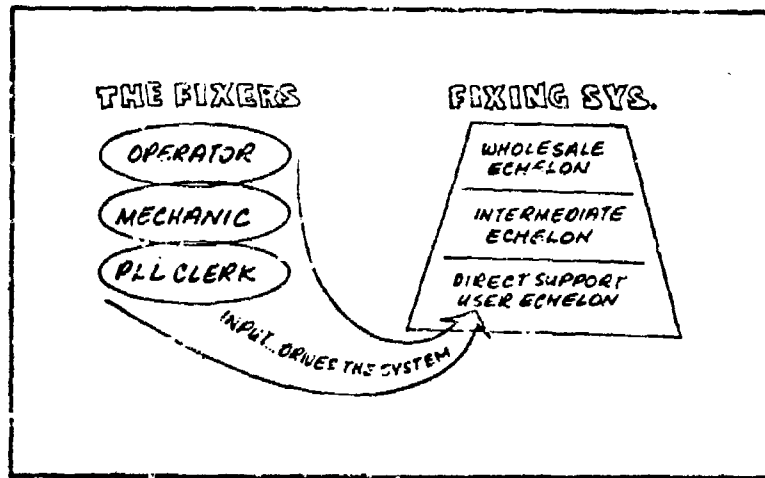 THE FIXERS
OPERATOR
MECHANIC
PLL CLERK
INPUT...DRIVES THE SYSTEM
FIXING SYS.
WHOLESALE
ECHELON
INTERMEDIATE
ECHELON
DIRECT SUPPORT
USER ECHELON